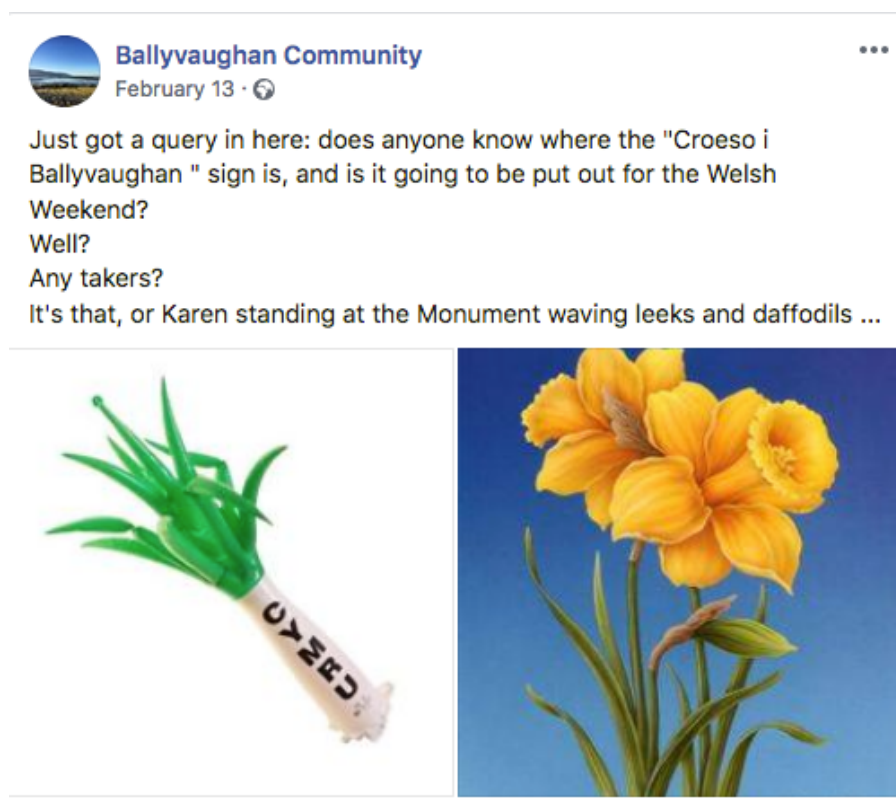 Ballyvaughan Community
February 13 ·
Just got a query in here: does anyone know where the "Croeso i
Ballyvaughan " sign is, and is it going to be put out for the Welsh
Weekend?
Well?
Any takers?
It's that, or Karen standing at the Monument waving leeks and daffodils ...
CYMRU